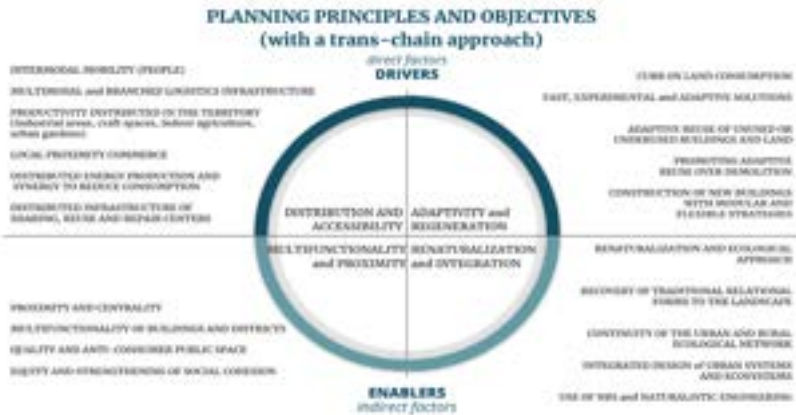 PLANNING PRINCIPLES AND OBJECTIVES
(with a trans-chain approach)
direct factors
DRIVERS
INTERMODAL MOBILITY (PEOPLE)
MULTIMODAL and BRANCHED LOGISTICS INFRASTRUCTURE
PRODUCTIVITY DISTRIBUTED IN THE TERRITORY
(industrial areas, craft spaces, indoor agriculture,
urban gardens)
LOCAL PROXIMITY COMMERCE
DISTRIBUTED ENERGY PRODUCTION AND
SYNERGY TO REDUCE CONSUMPTION
DISTRIBUTED INFRASTRUCTURE OF
SHARING, REUSE AND REPAIR CENTERS
CURB ON LAND CONSUMPTION
FAST, EXPERIMENTAL and ADAPTIVE SOLUTIONS
ADAPTIVE REUSE OF UNUSED OR
UNDERUSED BUILDINGS AND LAND
PROMOTING ADAPTIVE
REUSE OVER DEMOLITION
CONSTRUCTION OF NEW BUILDINGS
WITH MODULAR AND
FLEXIBLE STRATEGIES
DISTRIBUTION AND
ACCESSIBILITY
ADAPTIVITY and
REGENERATION
MULTIFUNCTIONALITY
and PROXIMITY
RENATURALIZATION
and INTEGRATION
PROXIMITY AND CENTRALITY
MULTIFUNCTIONALITY OF BUILDINGS AND DISTRICTS
QUALITY AND ANTI-CONSUMER PUBLIC SPACE
EQUITY AND STRENGTHENING OF SOCIAL COHESION
RENATURALIZATION AND ECOLOGICAL
APPROACH
RECOVERY OF TRADITIONAL RELATIONAL
FORMS TO THE LANDSCAPE
CONTINUITY OF THE URBAN AND RURAL
ECOLOGICAL NETWORK
INTEGRATED DESIGN of URBAN SYSTEMS
AND ECOSYSTEMS
USE OF NBS and NATURALISTIC ENGINEERING
ENABLERS
indirect factors